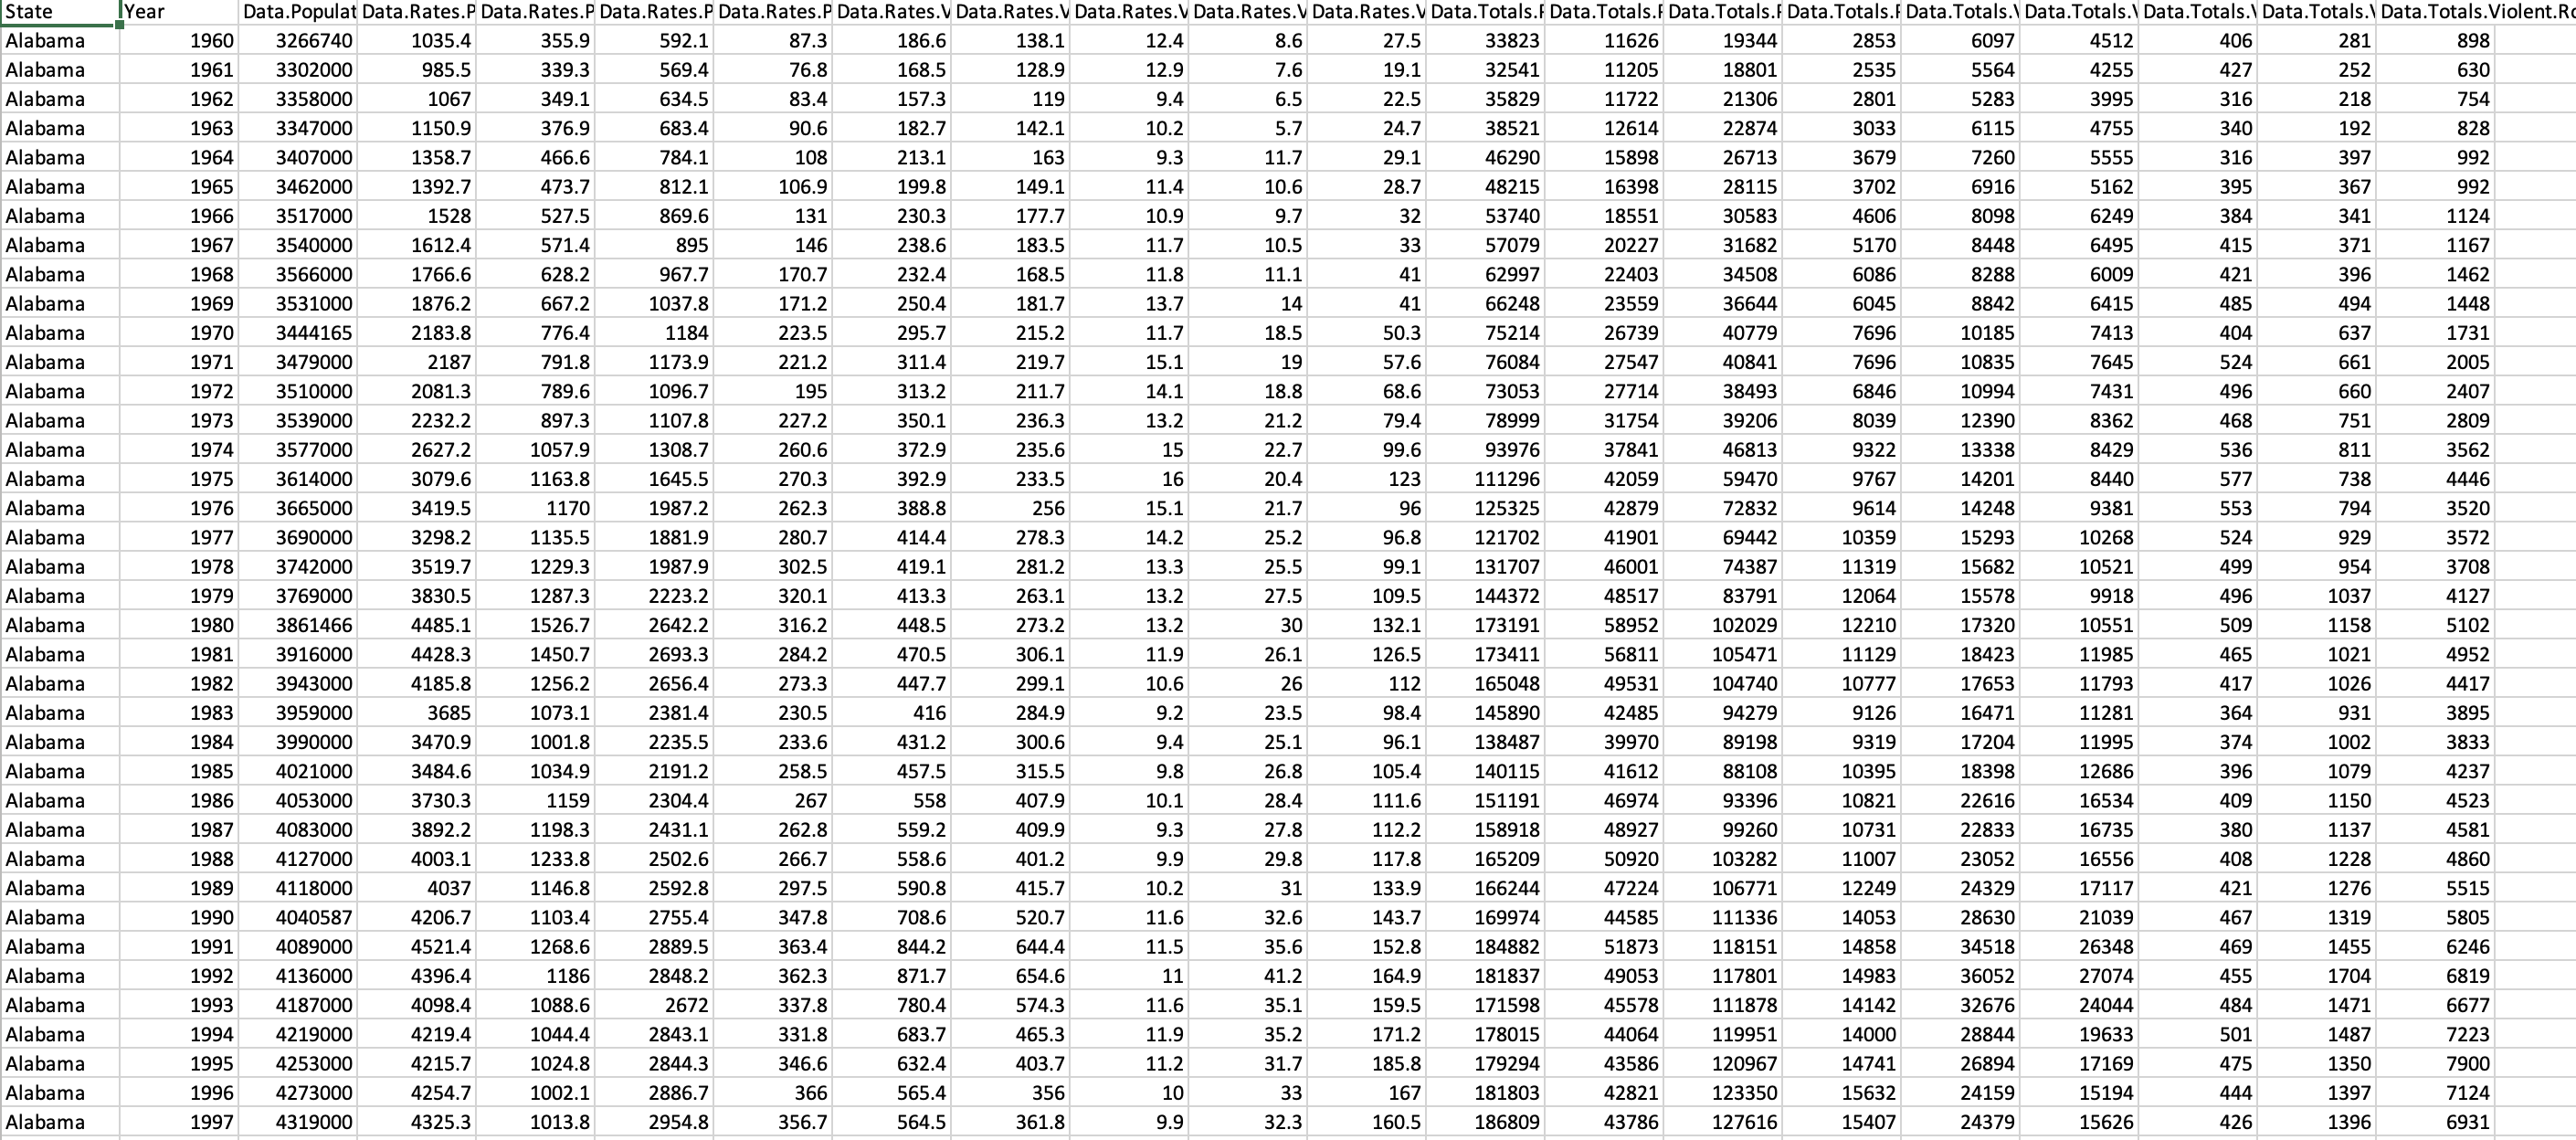 State Year Data.Populat Data.Rates.P Data.Rates.P Data.Rates.P Data.Rates.P Data.Rates.V Data.Rates.V Data.Rates.V Data.Rates.V Data.Rates.V Data.Totals.P Data.Totals.P Data.Totals.P Data.Totals.P Data.Totals.V Data.Totals.V Data.Totals.V Data.Totals.V Data.Totals.Violent.Ro
Alabama 1960 3266740 1035.4 355.9 592.1 87.3 186.6 138.1 12.4 8.6 27.5 33823 11626 19344 2853 6097 4512 406 281 898
Alabama 1961 3302000 985.5 339.3 569.4 76.8 168.5 128.9 12.9 7.6 19.1 32541 11205 18801 2535 5564 4255 427 252 630
Alabama 1962 3358000 1067 349.1 634.5 83.4 157.3 119 9.4 6.5 22.5 35829 11722 21306 2801 5283 3995 316 218 754
Alabama 1963 3347000 1150.9 376.9 683.4 90.6 182.7 142.1 10.2 5.7 24.7 38521 12614 22874 3033 6115 4755 340 192 828
Alabama 1964 3407000 1358.7 466.6 784.1 108 213.1 163 9.3 11.7 29.1 46290 15898 26713 3679 7260 5555 316 397 992
Alabama 1965 3462000 1392.7 473.7 812.1 106.9 199.8 149.1 11.4 10.6 28.7 48215 16398 28115 3702 6916 5162 395 367 992
Alabama 1966 3517000 1528 527.5 869.6 131 230.3 177.7 10.9 9.7 32 53740 18551 30583 4606 8098 6249 384 341 1124
Alabama 1967 3540000 1612.4 571.4 895 146 238.6 183.5 11.7 10.5 33 57079 20227 31682 5170 8448 6495 415 371 1167
Alabama 1968 3566000 1766.6 628.2 967.7 170.7 232.4 168.5 11.8 11.1 41 62997 22403 34508 6086 8288 6009 421 396 1462
Alabama 1969 3531000 1876.2 667.2 1037.8 171.2 250.4 181.7 13.7 14 41 66248 23559 36644 6045 8842 6415 485 494 1448
Alabama 1970 3444165 2183.8 776.4 1184 223.5 295.7 215.2 11.7 18.5 50.3 75214 26739 40779 7696 10185 7413 404 637 1731
Alabama 1971 3479000 2187 791.8 1173.9 221.2 311.4 219.7 15.1 19 57.6 76084 27547 40841 7696 10835 7645 524 661 2005
Alabama 1972 3510000 2081.3 789.6 1096.7 195 313.2 211.7 14.1 18.8 68.6 73053 27714 38493 6846 10994 7431 496 660 2407
Alabama 1973 3539000 2232.2 897.3 1107.8 227.2 350.1 236.3 13.2 21.2 79.4 78999 31754 39206 8039 12390 8362 468 751 2809
Alabama 1974 3577000 2627.2 1057.9 1308.7 260.6 372.9 235.6 15 22.7 99.6 93976 37841 46813 9322 13338 8429 536 811 3562
Alabama 1975 3614000 3079.6 1163.8 1645.5 270.3 392.9 233.5 16 20.4 123 111296 42059 59470 9767 14201 8440 577 738 4446
Alabama 1976 3665000 3419.5 1170 1987.2 262.3 388.8 256 15.1 21.7 96 125325 42879 72832 9614 14248 9381 553 794 3520
Alabama 1977 3690000 3298.2 1135.5 1881.9 280.7 414.4 278.3 14.2 25.2 96.8 121702 41901 69442 10359 15293 10268 524 929 3572
Alabama 1978 3742000 3519.7 1229.3 1987.9 302.5 419.1 281.2 13.3 25.5 99.1 131707 46001 74387 11319 15682 10521 499 954 3708
Alabama 1979 3769000 3830.5 1287.3 2223.2 320.1 413.3 263.1 13.2 27.5 109.5 144372 48517 83791 12064 15578 9918 496 1037 4127
Alabama 1980 3861466 4485.1 1526.7 2642.2 316.2 448.5 273.2 13.2 30 132.1 173191 58952 102029 12210 17320 10551 509 1158 5102
Alabama 1981 3916000 4428.3 1450.7 2693.3 284.2 470.5 306.1 11.9 26.1 126.5 173411 56811 105471 11129 18423 11985 465 1021 4952
Alabama 1982 3943000 4185.8 1256.2 2656.4 273.3 447.7 299.1 10.6 26 112 165048 49531 104740 10777 17653 11793 417 1026 4417
Alabama 1983 3959000 3685 1073.1 2381.4 230.5 416 284.9 9.2 23.5 98.4 145890 42485 94279 9126 16471 11281 364 931 3895
Alabama 1984 3990000 3470.9 1001.8 2235.5 233.6 431.2 300.6 9.4 25.1 96.1 138487 39970 89198 9319 17204 11995 374 1002 3833
Alabama 1985 4021000 3484.6 1034.9 2191.2 258.5 457.5 315.5 9.8 26.8 105.4 140115 41612 88108 10395 18398 12686 396 1079 4237
Alabama 1986 4053000 3730.3 1159 2304.4 267 558 407.9 10.1 28.4 111.6 151191 46974 93396 10821 22616 16534 409 1150 4523
Alabama 1987 4083000 3892.2 1198.3 2431.1 262.8 559.2 409.9 9.3 27.8 112.2 158918 48927 99260 10731 22833 16735 380 1137 4581
Alabama 1988 4127000 4003.1 1233.8 2502.6 266.7 558.6 401.2 9.9 29.8 117.8 165209 50920 103282 11007 23052 16556 408 1228 4860
Alabama 1989 4118000 4037 1146.8 2592.8 297.5 590.8 415.7 10.2 31 133.9 166244 47224 106771 12249 24329 17117 421 1276 5515
Alabama 1990 4040587 4206.7 1103.4 2755.4 347.8 708.6 520.7 11.6 32.6 143.7 169974 44585 111336 14053 28630 21039 467 1319 5805
Alabama 1991 4089000 4521.4 1268.6 2889.5 363.4 844.2 644.4 11.5 35.6 152.8 184882 51873 118151 14858 34518 26348 469 1455 6246
Alabama 1992 4136000 4396.4 1186 2848.2 362.3 871.7 654.6 11 41.2 164.9 181837 49053 117801 14983 36052 27074 455 1704 6819
Alabama 1993 4187000 4098.4 1088.6 2672 337.8 780.4 574.3 11.6 35.1 159.5 171598 45578 111878 14142 32676 24044 484 1471 6677
Alabama 1994 4219000 4219.4 1044.4 2843.1 331.8 683.7 465.3 11.9 35.2 171.2 178015 44064 119951 14000 28844 19633 501 1487 7223
Alabama 1995 4253000 4215.7 1024.8 2844.3 346.6 632.4 403.7 11.2 31.7 185.8 179294 43586 120967 14741 26894 17169 475 1350 7900
Alabama 1996 4273000 4254.7 1002.1 2886.7 366 565.4 356 10 33 167 181803 42821 123350 15632 24159 15194 444 1397 7124
Alabama 1997 4319000 4325.3 1013.8 2954.8 356.7 564.5 361.8 9.9 32.3 160.5 186809 43786 127616 15407 24379 15626 426 1396 6931